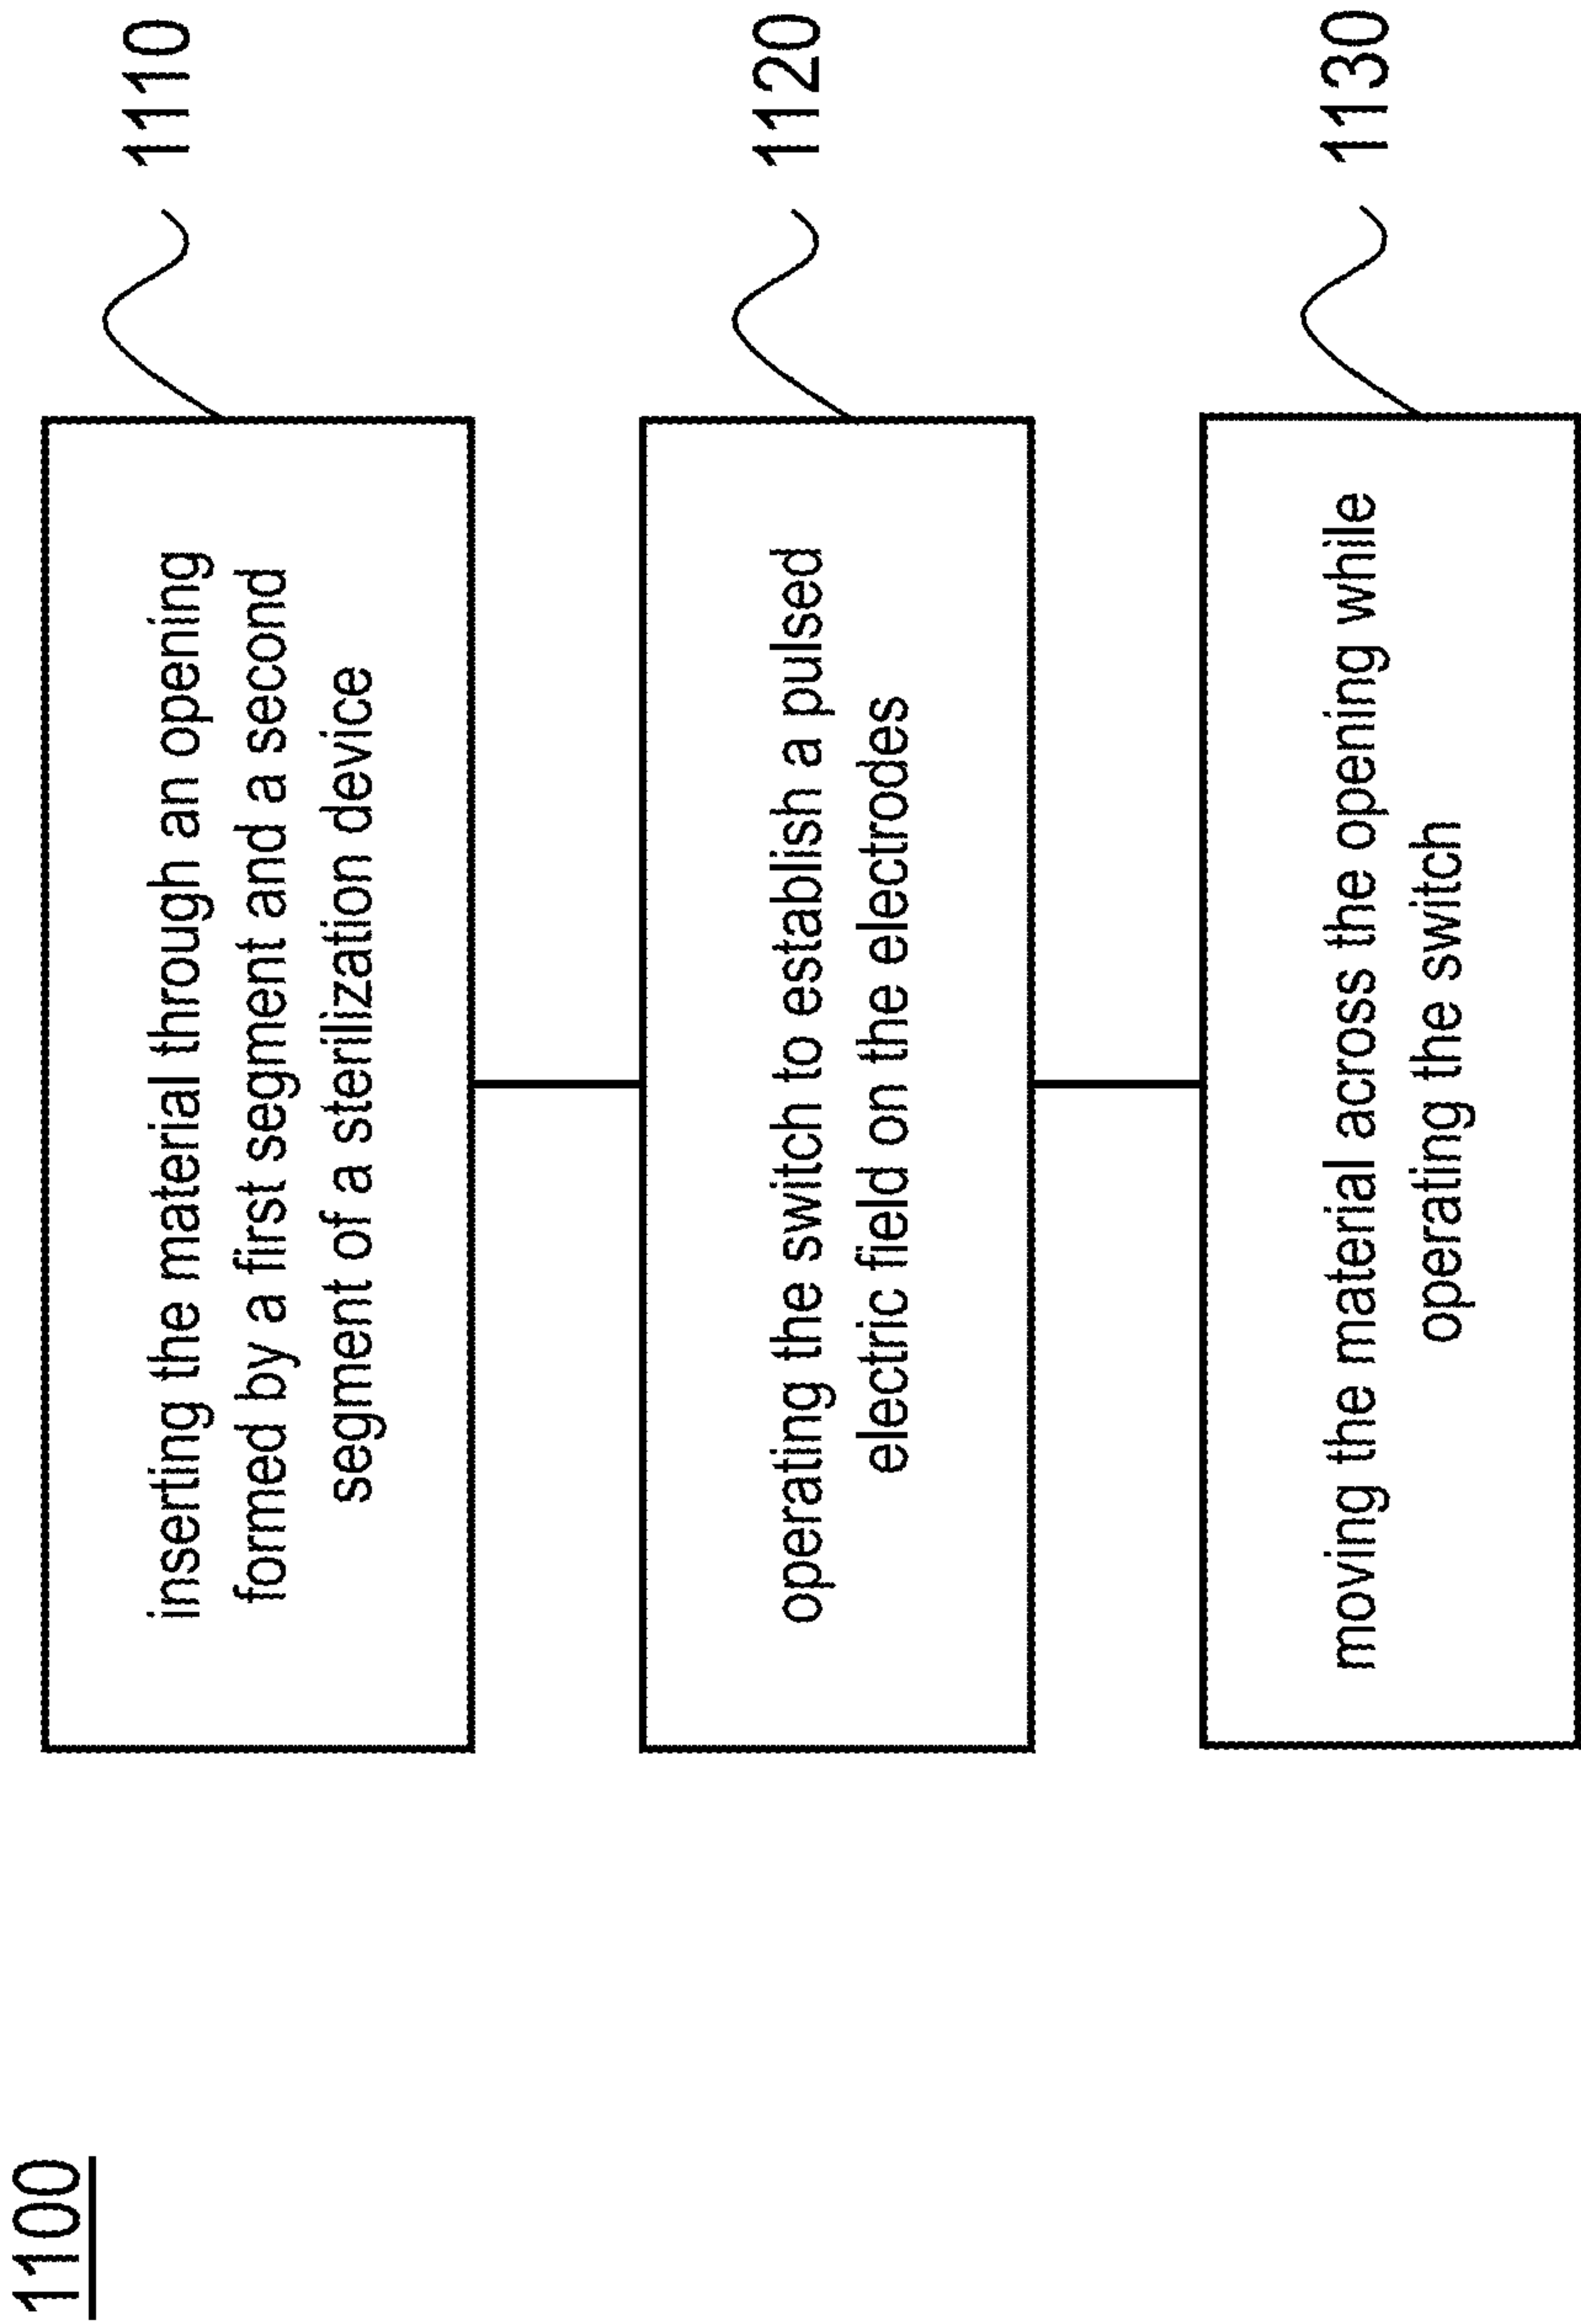 1100
inserting the material through an opening
formed by a first segment and a second
segment of a sterilization device
1110
operating the switch to establish a pulsed
electric field on the electrodes
1120
moving the material across the opening while
operating the switch
1130